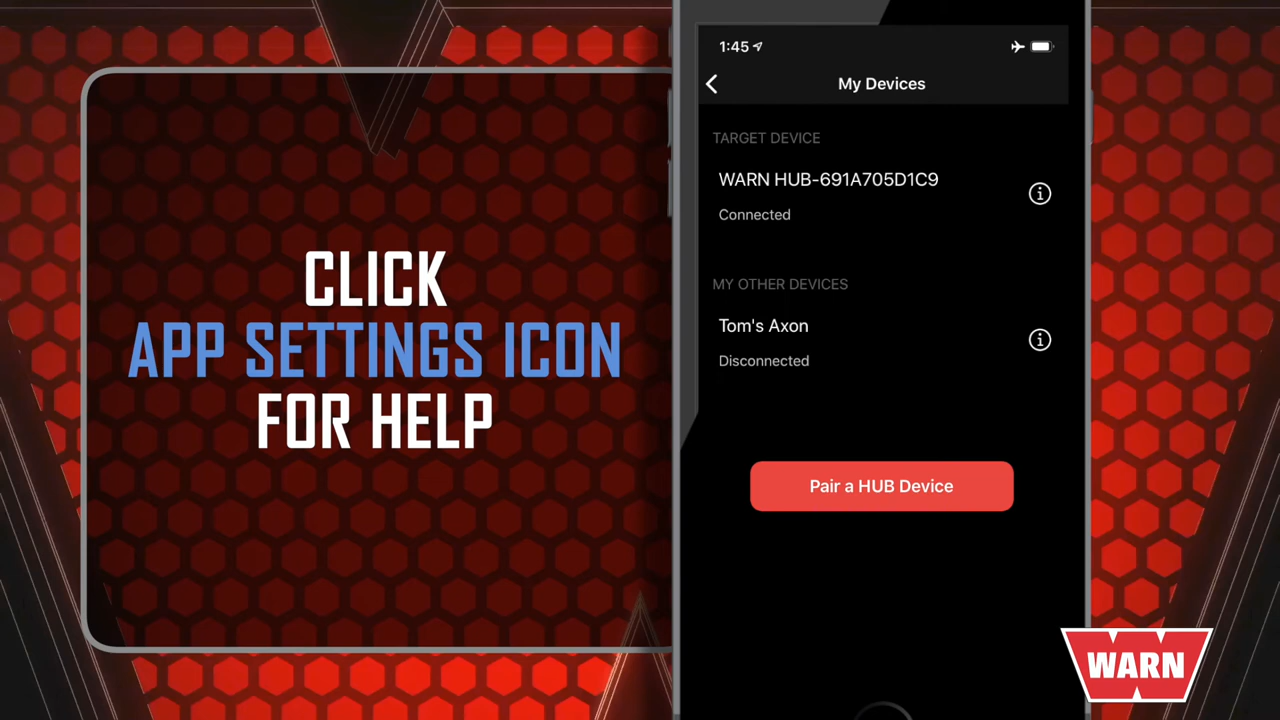 CLICK
APP SETTINGS ICON
FOR HELP
1:45
My Devices
TARGET DEVICE
WARN HUB-691A705D1C9
Connected
MY OTHER DEVICES
Tom's Axon
Disconnected
Pair a HUB Device
WARN